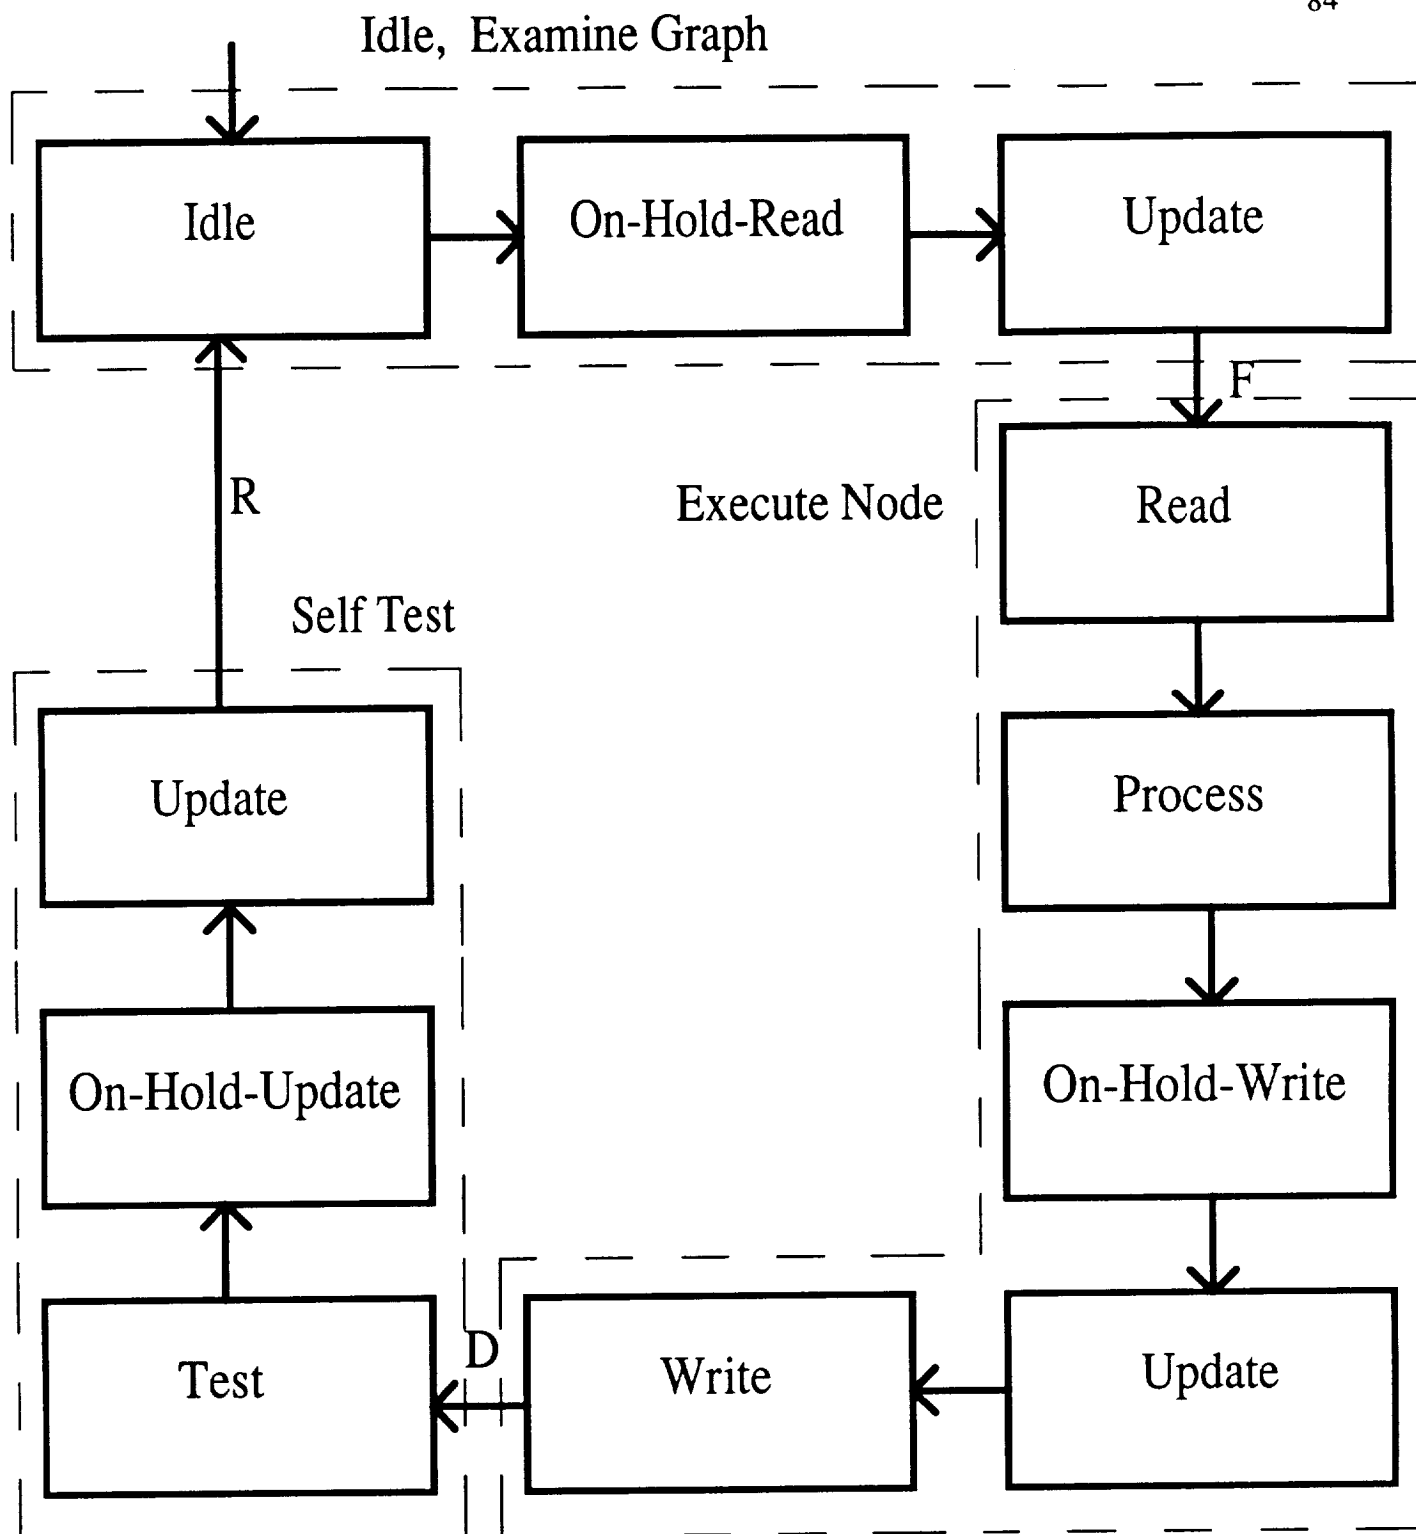 84
Idle, Examine Graph
Idle
On-Hold-Read
Update
F
Read
Execute Node
R
Self Test
Process
Update
On-Hold-Write
On-Hold-Update
D
Test
Write
Update